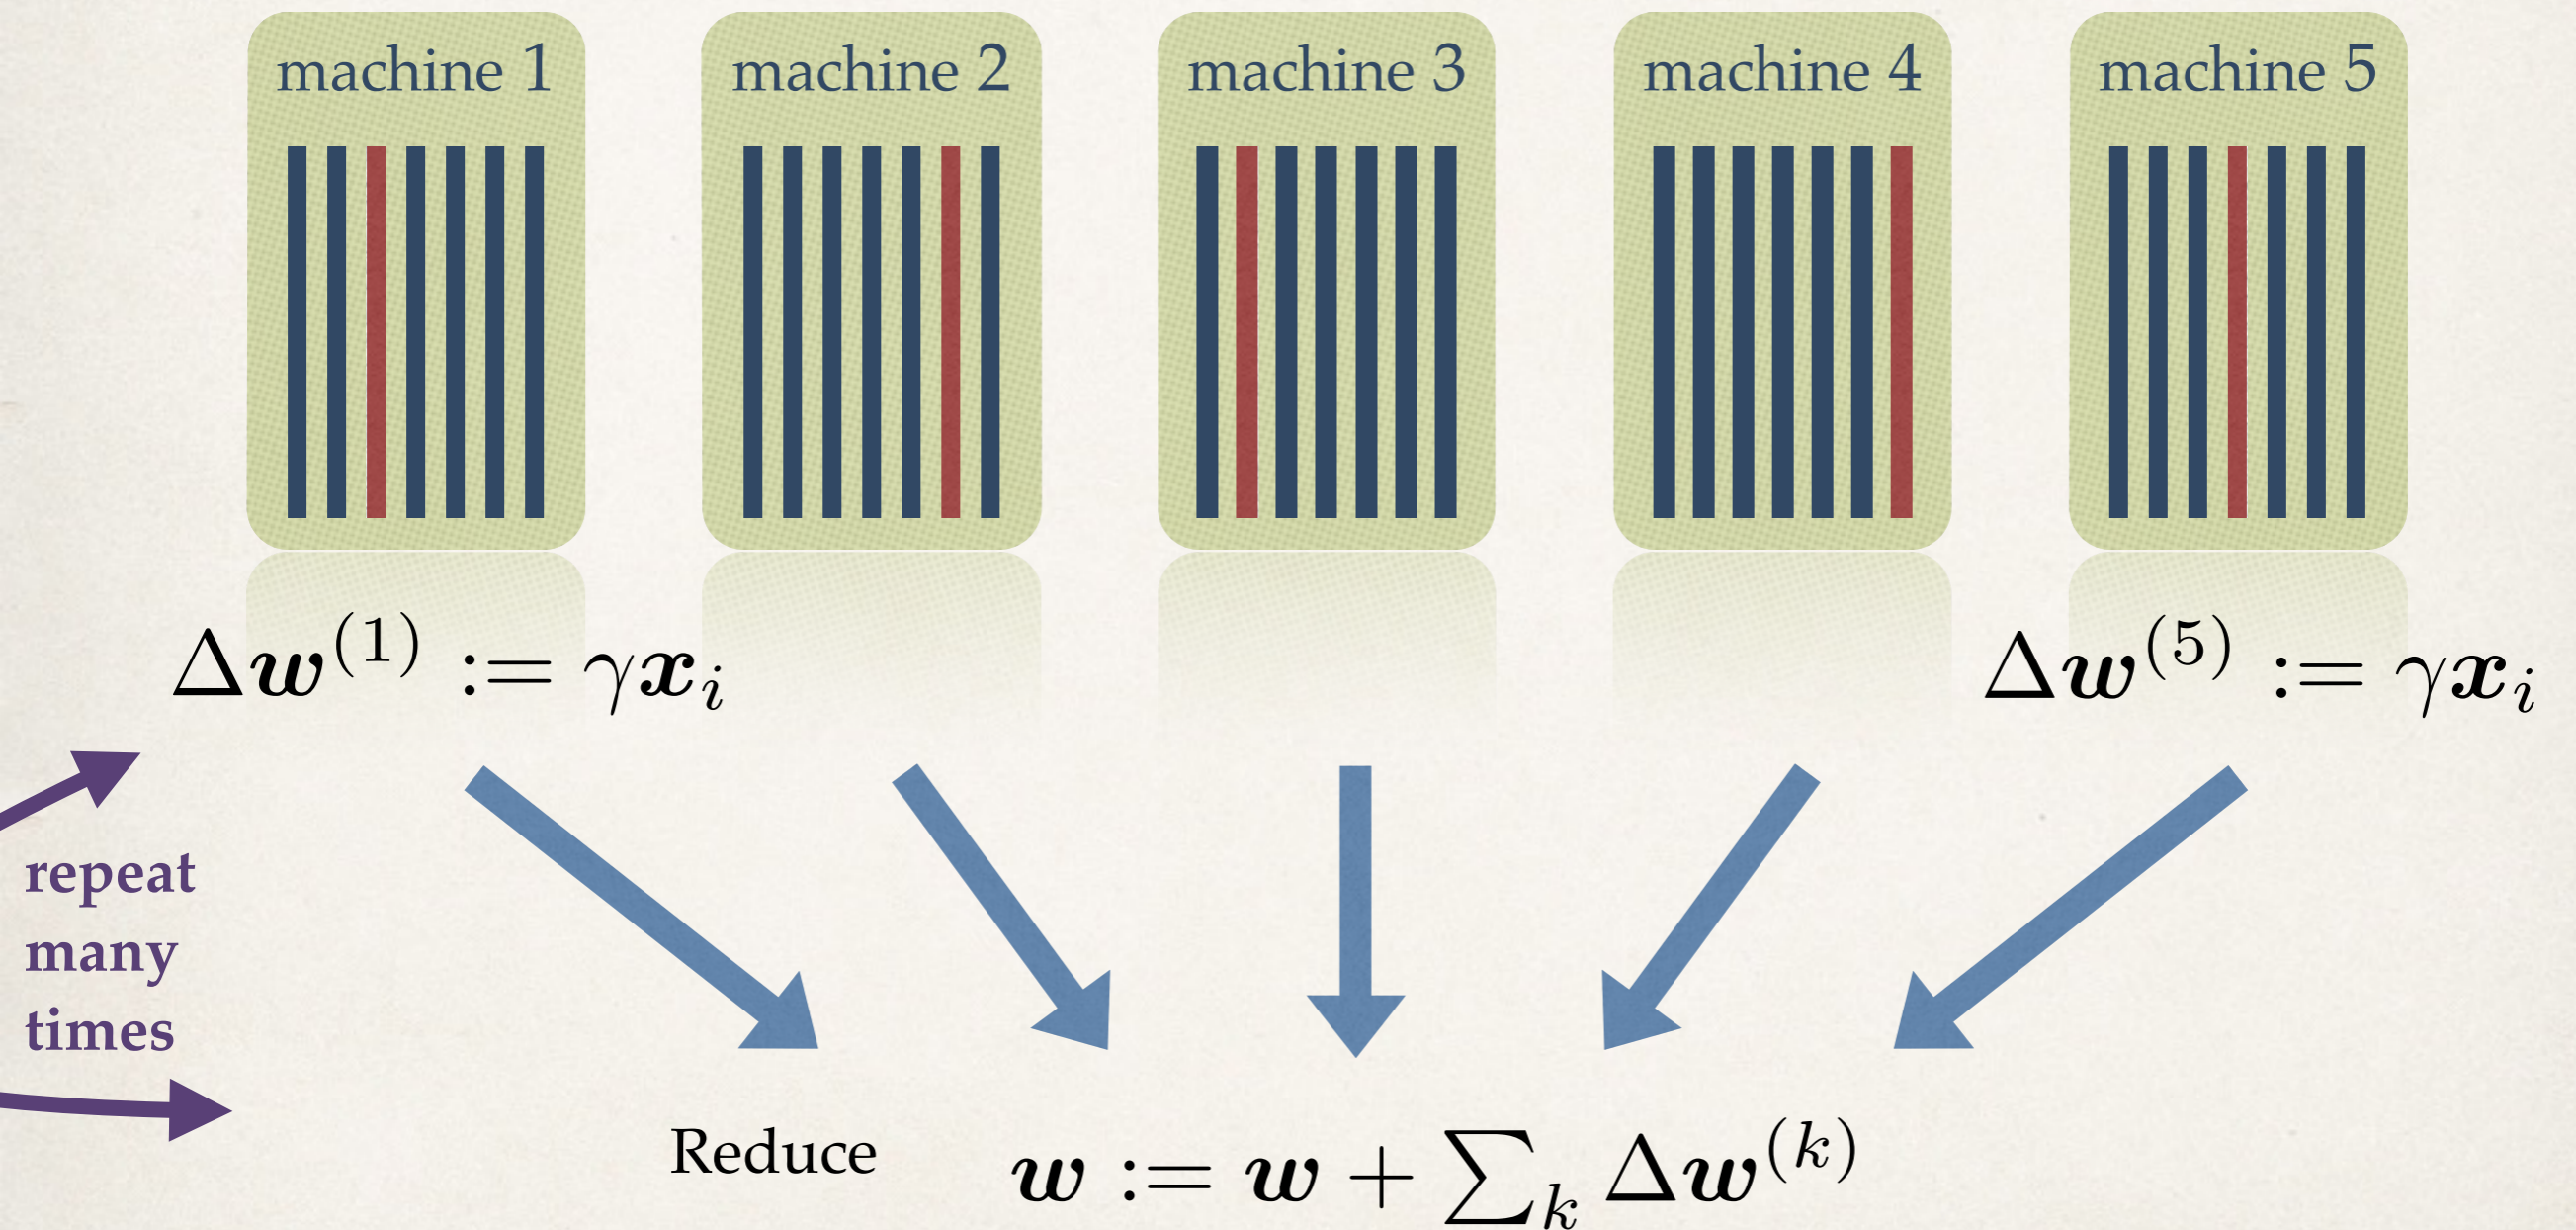 machine 1 machine 2 machine 3 machine 4 machine 5
Δw⁽¹⁾ := γxᵢ Δw⁽⁵⁾ := γxᵢ
repeat
many
times
Reduce w := w + ∑ₖ Δw⁽ᵏ⁾